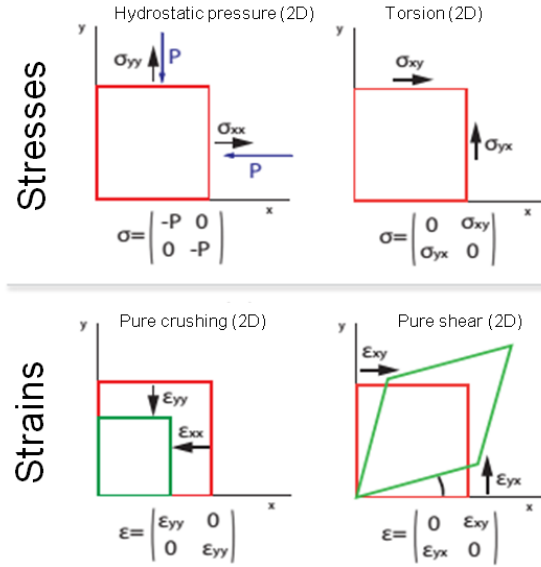 Stresses
Hydrostatic pressure (2D)
y
σyy
P
σxx
P
x
σ= ( -P 0
0 -P )
Torsion (2D)
y
σxy
σyx
x
σ= ( 0 σxy
σyx 0 )
Strains
Pure crushing (2D)
y
εyy
εxx
x
ε= ( εyy 0
0 εyy )
Pure shear (2D)
y
εxy
εyx
x
ε= ( 0 εxy
εyx 0 )